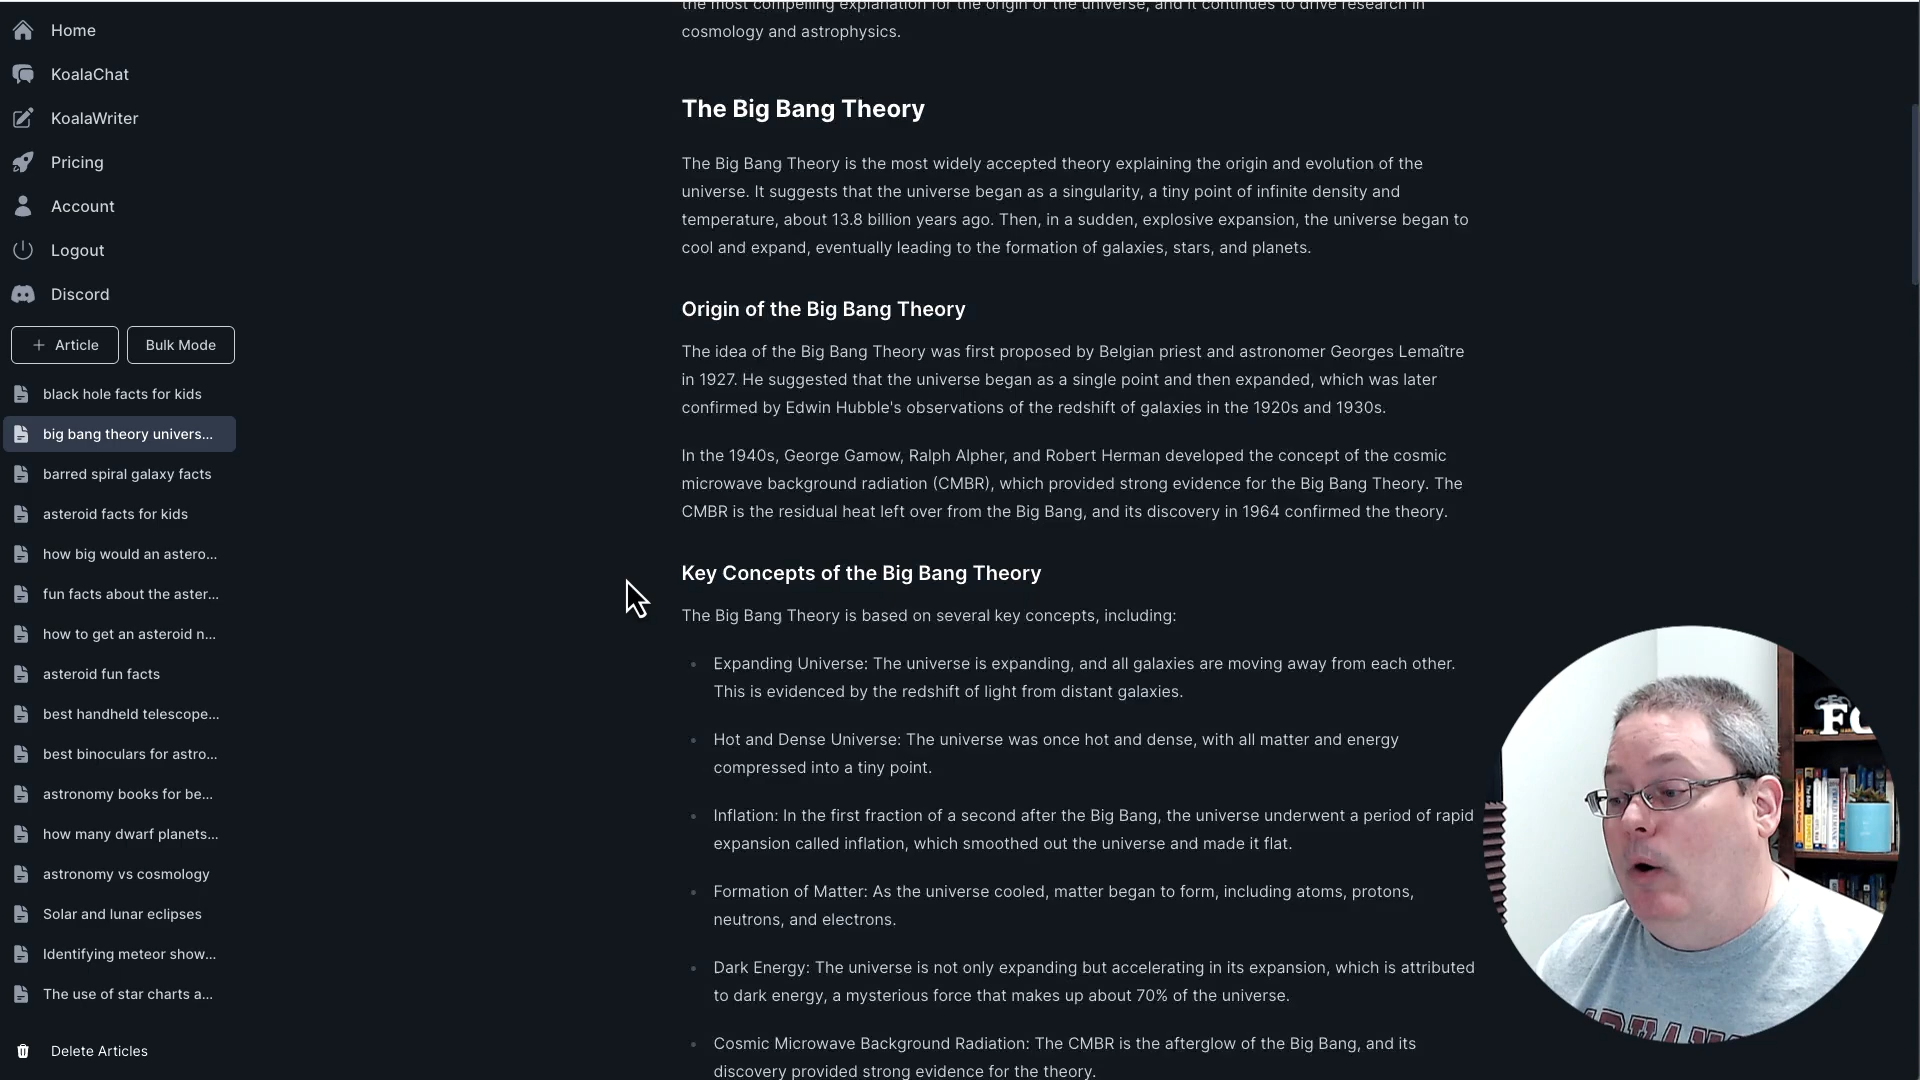 Home
KoalaChat
KoalaWriter
Pricing
Account
Logout
Discord
+ Article
Bulk Mode
black hole facts for kids
big bang theory univers...
barred spiral galaxy facts
asteroid facts for kids
how big would an astero...
fun facts about the aster...
how to get an asteroid n...
asteroid fun facts
best handheld telescope...
best binoculars for astro...
astronomy books for be...
how many dwarf planets...
astronomy vs cosmology
Solar and lunar eclipses
Identifying meteor show...
The use of star charts a...
Delete Articles
the most compelling explanation for the origin of the universe, and it continues to drive research in
cosmology and astrophysics.
The Big Bang Theory
The Big Bang Theory is the most widely accepted theory explaining the origin and evolution of the
universe. It suggests that the universe began as a singularity, a tiny point of infinite density and
temperature, about 13.8 billion years ago. Then, in a sudden, explosive expansion, the universe began to
cool and expand, eventually leading to the formation of galaxies, stars, and planets.
Origin of the Big Bang Theory
The idea of the Big Bang Theory was first proposed by Belgian priest and astronomer Georges Lemaître
in 1927. He suggested that the universe began as a single point and then expanded, which was later
confirmed by Edwin Hubble's observations of the redshift of galaxies in the 1920s and 1930s.
In the 1940s, George Gamow, Ralph Alpher, and Robert Herman developed the concept of the cosmic
microwave background radiation (CMBR), which provided strong evidence for the Big Bang Theory. The
CMBR is the residual heat left over from the Big Bang, and its discovery in 1964 confirmed the theory.
Key Concepts of the Big Bang Theory
The Big Bang Theory is based on several key concepts, including:
• Expanding Universe: The universe is expanding, and all galaxies are moving away from each other.
This is evidenced by the redshift of light from distant galaxies.
• Hot and Dense Universe: The universe was once hot and dense, with all matter and energy
compressed into a tiny point.
• Inflation: In the first fraction of a second after the Big Bang, the universe underwent a period of rapid
expansion called inflation, which smoothed out the universe and made it flat.
• Formation of Matter: As the universe cooled, matter began to form, including atoms, protons,
neutrons, and electrons.
• Dark Energy: The universe is not only expanding but accelerating in its expansion, which is attributed
to dark energy, a mysterious force that makes up about 70% of the universe.
• Cosmic Microwave Background Radiation: The CMBR is the afterglow of the Big Bang, and its
discovery provided strong evidence for the theory.